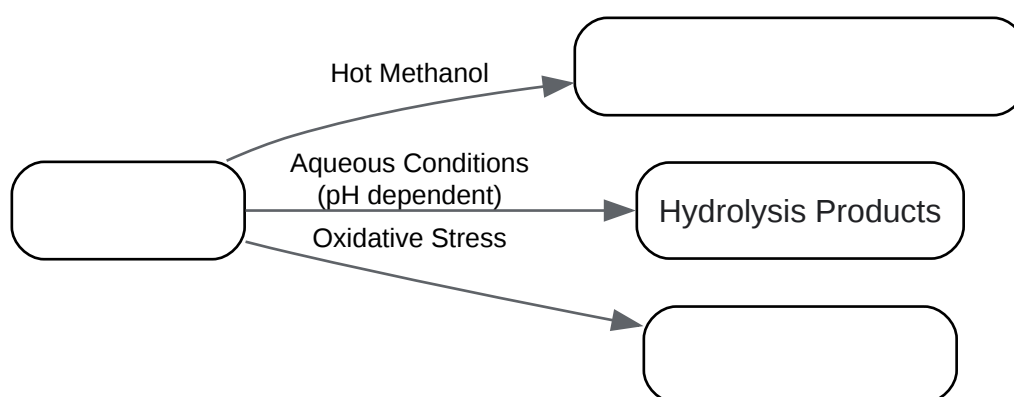 Hot Methanol
Aqueous Conditions
(pH dependent)
Hydrolysis Products
Oxidative Stress